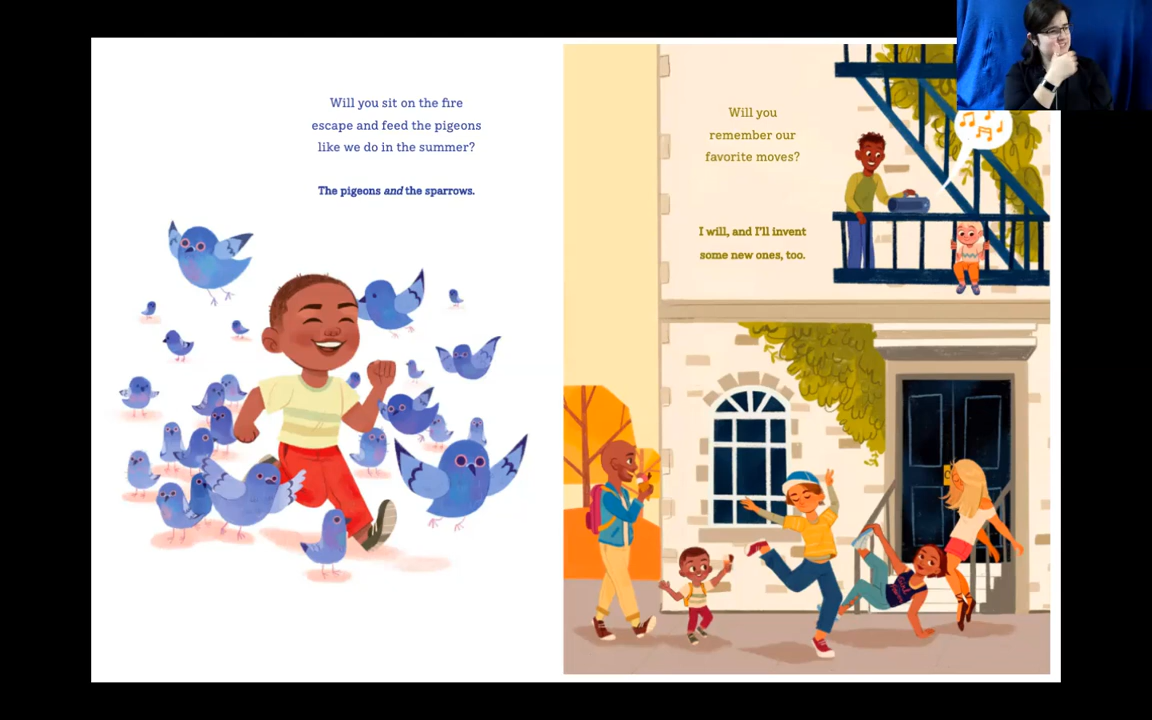 Will you sit on the fire
escape and feed the pigeons
like we do in the summer?
The pigeons and the sparrows.
Will you
remember our
favorite moves?
I will, and I'll invent
some new ones, too.